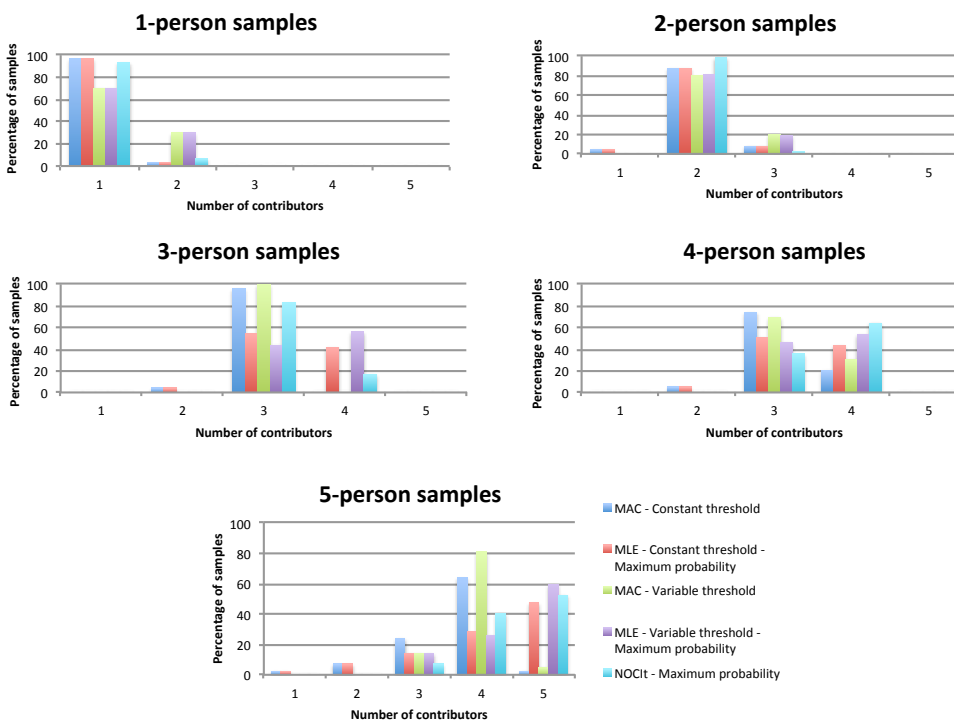 1-person samples
Percentage of samples
100
80
60
40
20
0
1 2 3 4 5
Number of contributors
2-person samples
Percentage of samples
100
80
60
40
20
0
1 2 3 4 5
Number of contributors
3-person samples
Percentage of samples
100
80
60
40
20
0
1 2 3 4 5
Number of contributors
4-person samples
Percentage of samples
100
80
60
40
20
0
1 2 3 4 5
Number of contributors
5-person samples
Percentage of samples
100
80
60
40
20
0
1 2 3 4 5
Number of contributors
MAC - Constant threshold
MLE - Constant threshold -
Maximum probability
MAC - Variable threshold
MLE - Variable threshold -
Maximum probability
NOCIt - Maximum probability